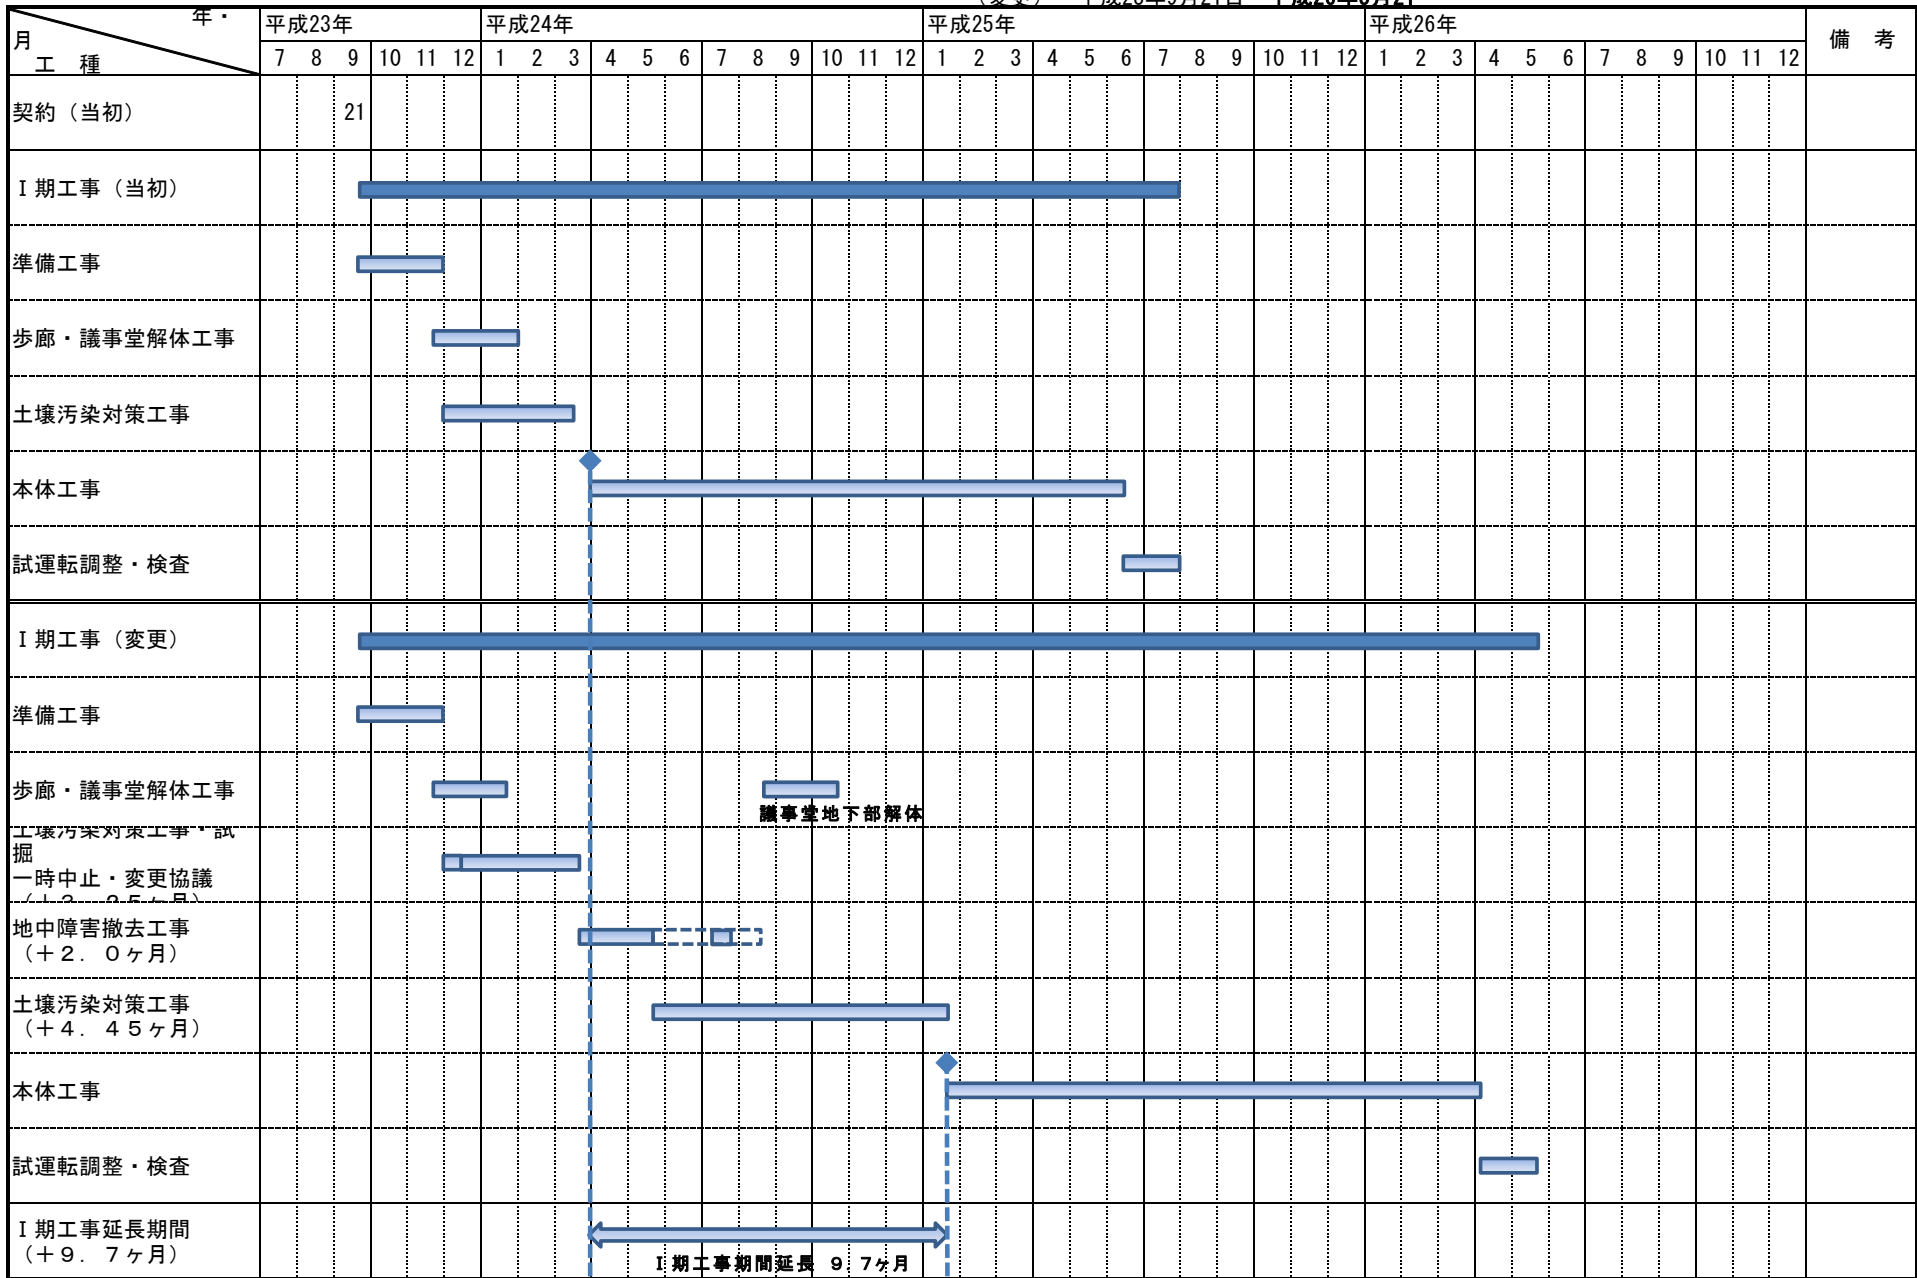 年・
月
工 種
平成23年 平成24年 平成25年 平成26年 備 考
7 8 9 10 11 12 1 2 3 4 5 6 7 8 9 10 11 12 1 2 3 4 5 6 7 8 9 10 11 12 1 2 3 4 5 6 7 8 9 10 11 12
契約（当初） 21
Ⅰ期工事（当初）
準備工事
歩廊・議事堂解体工事
土壌汚染対策工事
本体工事
試運転調整・検査
Ⅰ期工事（変更）
準備工事
歩廊・議事堂解体工事
議事堂地下部解体
土壌汚染対策工事・試
掘
一時中止・変更協議
地中障害撤去工事
（＋２．０ヶ月）
土壌汚染対策工事
（＋４．４５ヶ月）
本体工事
試運転調整・検査
Ⅰ期工事延長期間
（＋９．７ヶ月）
Ⅰ期工事期間延長 ９．７ヶ月